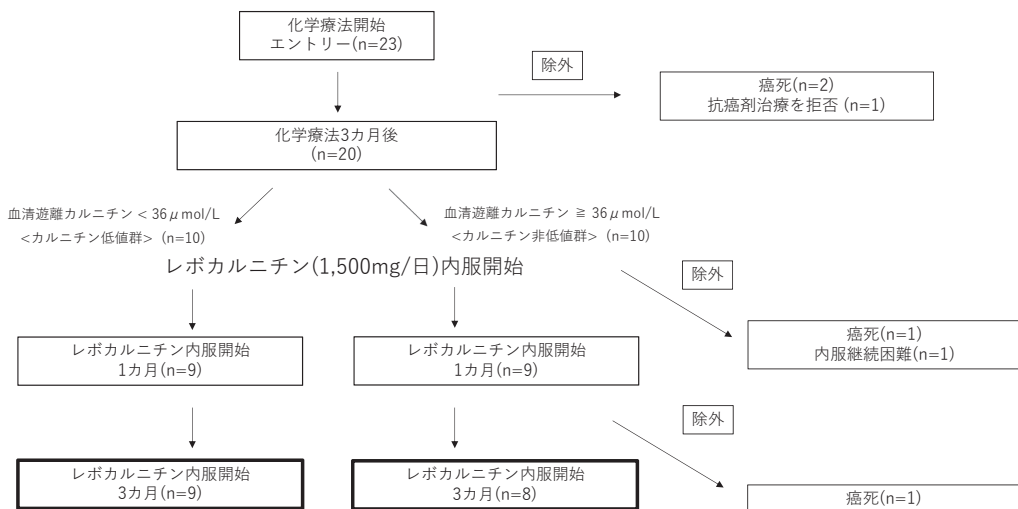 化学療法開始
エントリー(n=23)
除外
癌死(n=2)
抗癌剤治療を拒否 (n=1)
化学療法3カ月後
(n=20)
血清遊離カルニチン < 36μmol/L
<カルニチン低値群> (n=10)
血清遊離カルニチン ≧ 36μmol/L
<カルニチン非低値群> (n=10)
レボカルニチン(1,500mg/日)内服開始
除外
癌死(n=1)
内服継続困難(n=1)
レボカルニチン内服開始
1カ月(n=9)
レボカルニチン内服開始
1カ月(n=9)
除外
レボカルニチン内服開始
3カ月(n=9)
レボカルニチン内服開始
3カ月(n=8)
癌死(n=1)